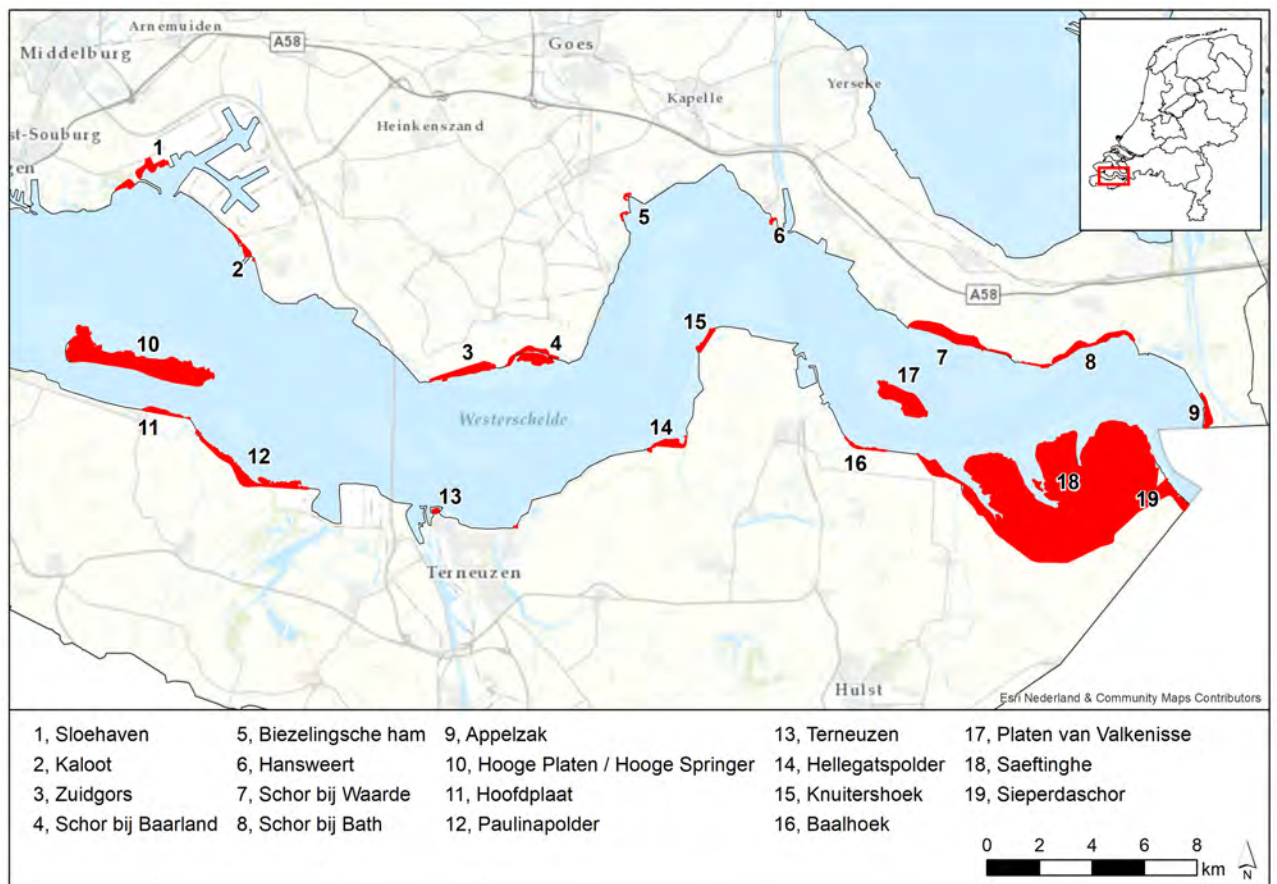 Arnemuiden
Middelburg
A58
Goes
Yerseke
Kapelle
Heinkenszand
st-Souburg
gen
1
2
3
4
5
6
7
8
9
10
11
12
13
14
15
16
17
18
19
A58
Westerschelde
Terneuzen
Hulst
Esri Nederland & Community Maps Contributors
1, Sloehaven
2, Kaloot
3, Zuidgors
4, Schor bij Baarland
5, Biezelingsche ham
6, Hansweert
7, Schor bij Waarde
8, Schor bij Bath
9, Appelzak
10, Hooge Platen / Hooge Springer
11, Hoofdplaat
12, Paulinapolder
13, Terneuzen
14, Hellegatspolder
15, Knuitershoek
16, Baalhoek
17, Platen van Valkenisse
18, Saeftinghe
19, Sieperdaschor
0 2 4 6 8
km
N